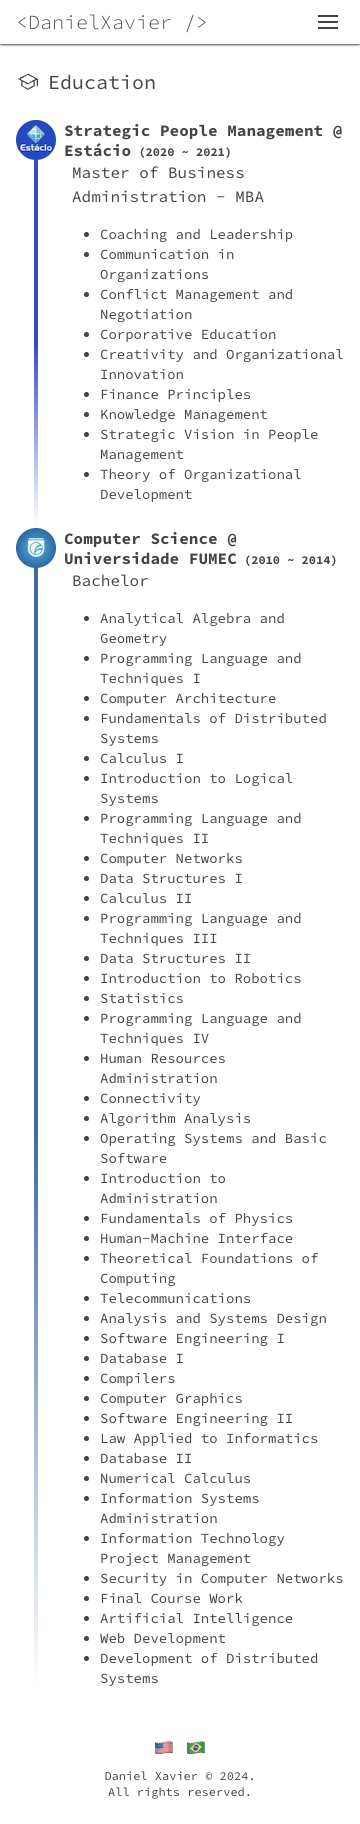 <DanielXavier />
Education
Strategic People Management @
Estácio (2020 ~ 2021)
Estácio
Master of Business
Administration - MBA
Coaching and Leadership
Communication in
Organizations
Conflict Management and
Negotiation
Corporative Education
Creativity and Organizational
Innovation
Finance Principles
Knowledge Management
Strategic Vision in People
Management
Theory of Organizational
Development
Computer Science @
Universidade FUMEC (2010 ~ 2014)
Bachelor
Analytical Algebra and
Geometry
Programming Language and
Techniques I
Computer Architecture
Fundamentals of Distributed
Systems
Calculus I
Introduction to Logical
Systems
Programming Language and
Techniques II
Computer Networks
Data Structures I
Calculus II
Programming Language and
Techniques III
Data Structures II
Introduction to Robotics
Statistics
Programming Language and
Techniques IV
Human Resources
Administration
Connectivity
Algorithm Analysis
Operating Systems and Basic
Software
Introduction to
Administration
Fundamentals of Physics
Human-Machine Interface
Theoretical Foundations of
Computing
Telecommunications
Analysis and Systems Design
Software Engineering I
Database I
Compilers
Computer Graphics
Software Engineering II
Law Applied to Informatics
Database II
Numerical Calculus
Information Systems
Administration
Information Technology
Project Management
Security in Computer Networks
Final Course Work
Artificial Intelligence
Web Development
Development of Distributed
Systems
Daniel Xavier © 2024.
All rights reserved.